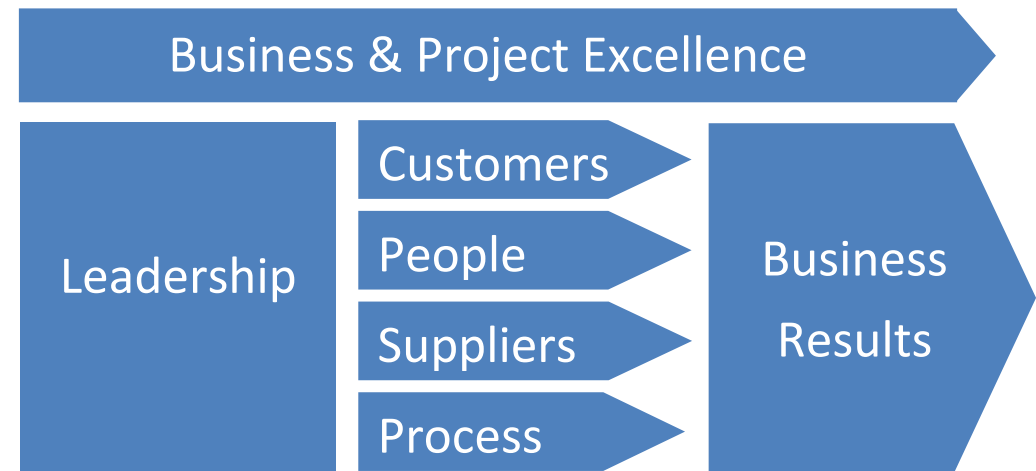 Business & Project Excellence
Leadership
Customers
People
Suppliers
Process
Business
Results